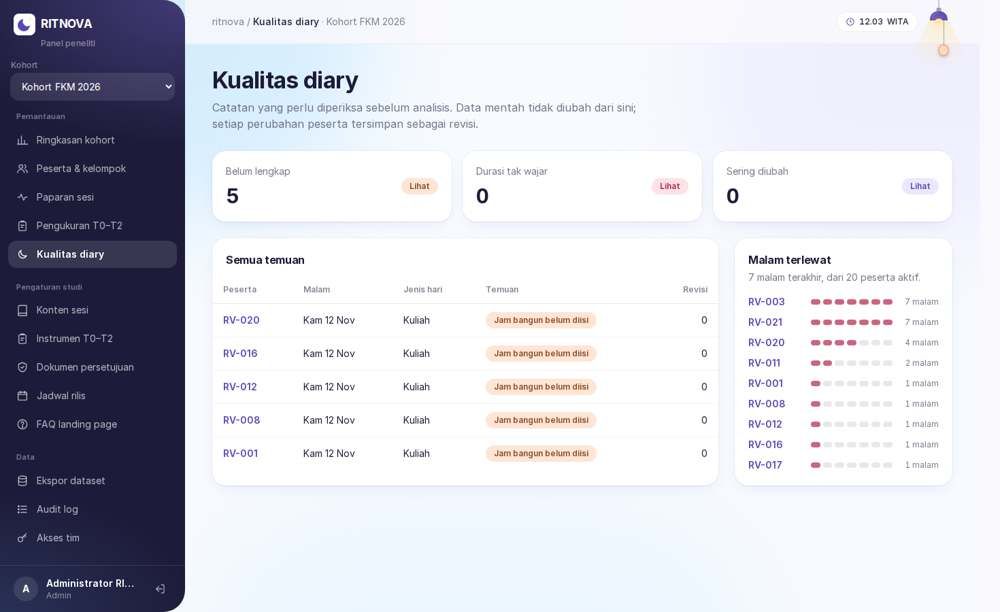 RITNOVA
Panel peneliti
Kohort
Kohort FKM 2026
Pemantauan
Ringkasan kohort
Peserta & kelompok
Paparan sesi
Pengukuran T0–T2
Kualitas diary
Pengaturan studi
Konten sesi
Instrumen T0–T2
Dokumen persetujuan
Jadwal rilis
FAQ landing page
Data
Ekspor dataset
Audit log
Akses tim
A
Administrator RI...
Admin
ritnova / Kualitas diary · Kohort FKM 2026
12.03 WITA
Kualitas diary
Catatan yang perlu diperiksa sebelum analisis. Data mentah tidak diubah dari sini;
setiap perubahan peserta tersimpan sebagai revisi.
Belum lengkap
5
Lihat
Durasi tak wajar
0
Lihat
Sering diubah
0
Lihat
Semua temuan
Peserta Malam Jenis hari Temuan Revisi
RV-020 Kam 12 Nov Kuliah Jam bangun belum diisi 0
RV-016 Kam 12 Nov Kuliah Jam bangun belum diisi 0
RV-012 Kam 12 Nov Kuliah Jam bangun belum diisi 0
RV-008 Kam 12 Nov Kuliah Jam bangun belum diisi 0
RV-001 Kam 12 Nov Kuliah Jam bangun belum diisi 0
Malam terlewat
7 malam terakhir, dari 20 peserta aktif.
RV-003 7 malam
RV-021 7 malam
RV-020 4 malam
RV-011 2 malam
RV-001 1 malam
RV-008 1 malam
RV-012 1 malam
RV-016 1 malam
RV-017 1 malam